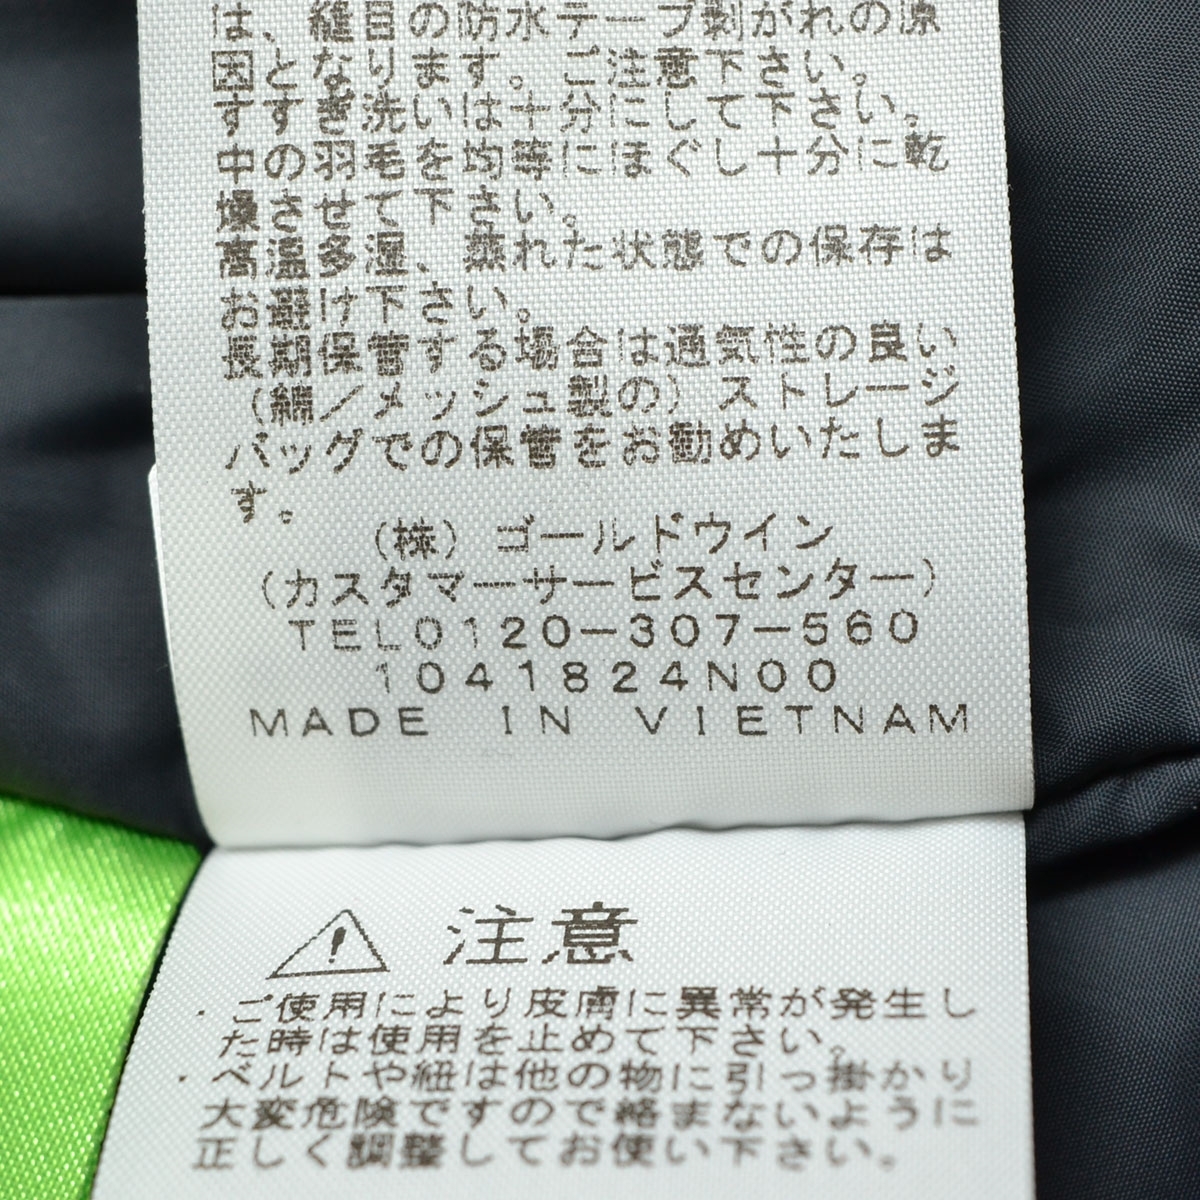 は、縫目の防水テープ剥がれの原
因となります。ご注意下さい。
すすぎ洗いは十分にして下さい。
中の羽毛を均等にほぐし十分に乾
燥させて下さい。
高温多湿、蒸れた状態での保存は
お避け下さい。
長期保管する場合は通気性の良い
(綿/メッシュ製の)ストレージ
バッグでの保管をお勧めいたしま
す。
(株)ゴールドウイン
(カスタマーサービスセンター)
TEL0120-307-560
1041824N00
MADE IN VIETNAM
注意
・ご使用により皮膚に異常が発生し
た時は使用を止めて下さい。
・ベルトや紐は他の物に引っ掛かり
大変危険ですので絡まないように
正しく調整してお使い下さい。